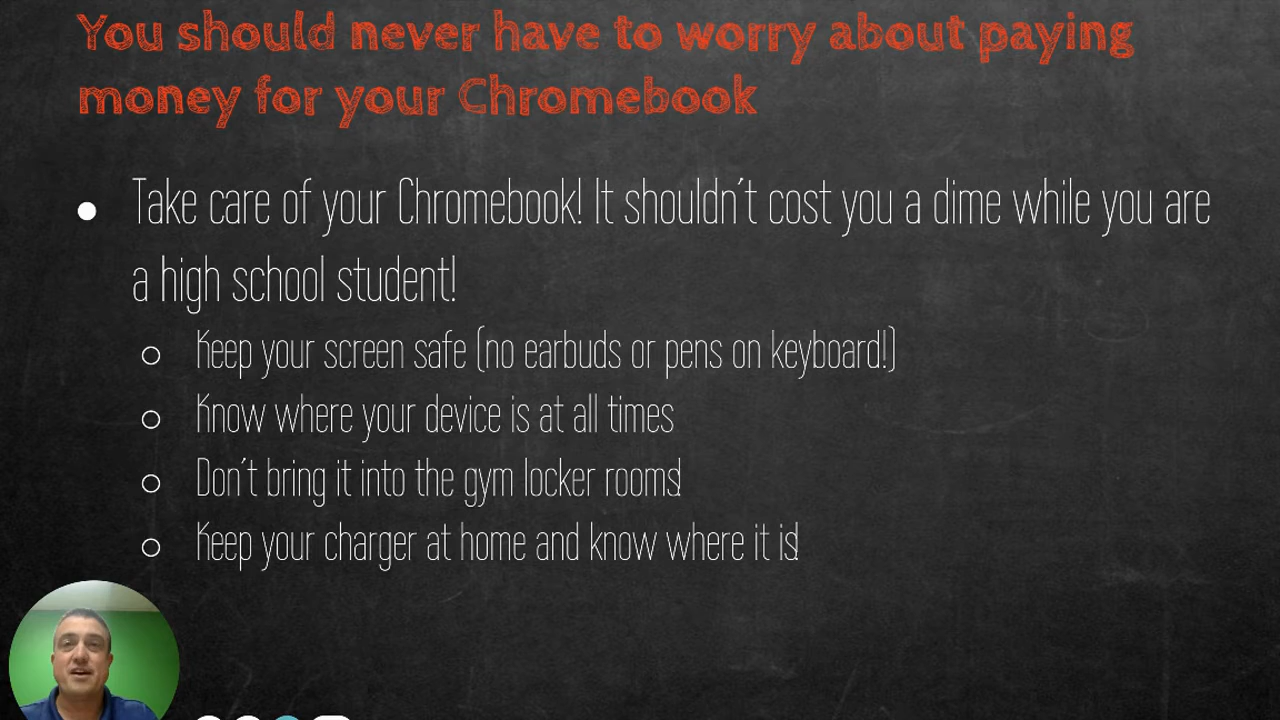 You should never have to worry about paying
money for your Chromebook
Take care of your Chromebook! It shouldn't cost you a dime while you are
a high school student!
Keep your screen safe (no earbuds or pens on keyboard!)
Know where your device is at all times
Don't bring it into the gym locker rooms!
Keep your charger at home and know where it is!